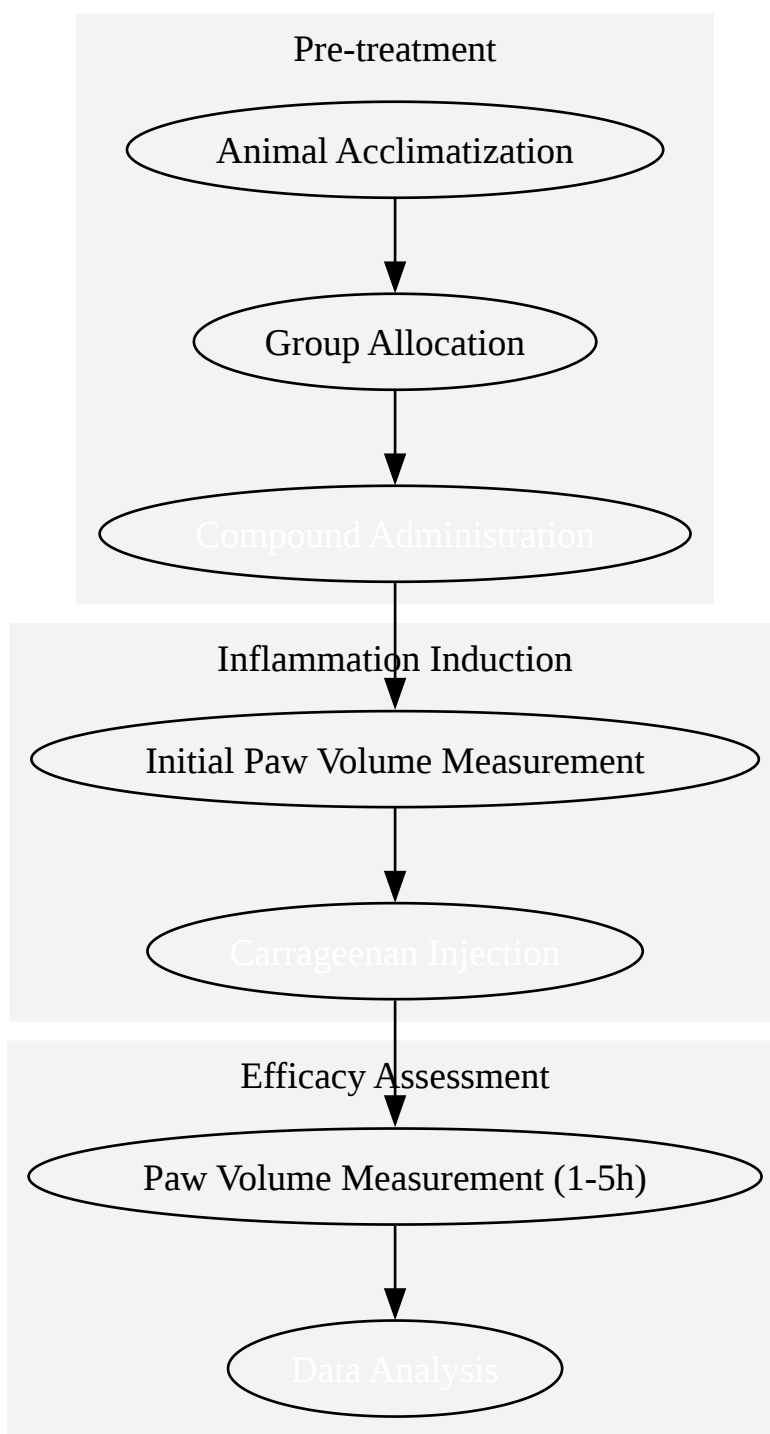 Pre-treatment
Animal Acclimatization
Group Allocation
Compound Administration
Inflammation Induction
Initial Paw Volume Measurement
Carrageenan Injection
Efficacy Assessment
Paw Volume Measurement (1-5h)
Data Analysis